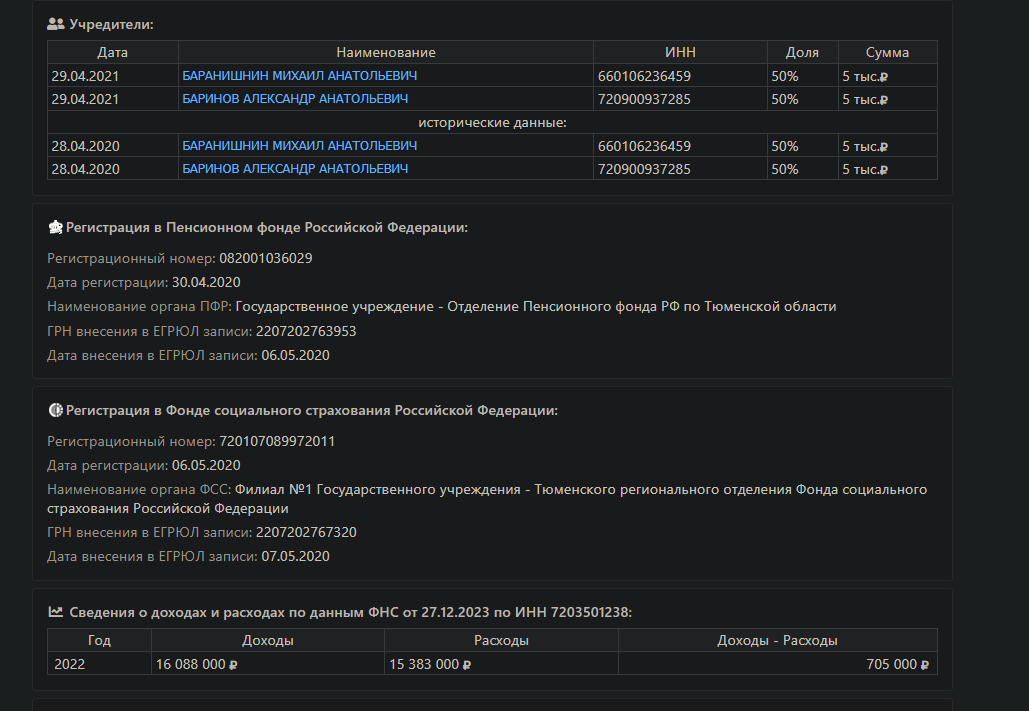 Учредители:
Дата Наименование ИНН Доля Сумма
29.04.2021 БАРАНИШНИН МИХАИЛ АНАТОЛЬЕВИЧ 660106236459 50% 5 тыс.₽
29.04.2021 БАРИНОВ АЛЕКСАНДР АНАТОЛЬЕВИЧ 720900937285 50% 5 тыс.₽
исторические данные:
28.04.2020 БАРАНИШНИН МИХАИЛ АНАТОЛЬЕВИЧ 660106236459 50% 5 тыс.₽
28.04.2020 БАРИНОВ АЛЕКСАНДР АНАТОЛЬЕВИЧ 720900937285 50% 5 тыс.₽
Регистрация в Пенсионном фонде Российской Федерации:
Регистрационный номер: 082001036029
Дата регистрации: 30.04.2020
Наименование органа ПФР: Государственное учреждение - Отделение Пенсионного фонда РФ по Тюменской области
ГРН внесения в ЕГРЮЛ записи: 2207202763953
Дата внесения в ЕГРЮЛ записи: 06.05.2020
Регистрация в Фонде социального страхования Российской Федерации:
Регистрационный номер: 720107089972011
Дата регистрации: 06.05.2020
Наименование органа ФСС: Филиал №1 Государственного учреждения - Тюменского регионального отделения Фонда социального
страхования Российской Федерации
ГРН внесения в ЕГРЮЛ записи: 2207202767320
Дата внесения в ЕГРЮЛ записи: 07.05.2020
Сведения о доходах и расходах по данным ФНС от 27.12.2023 по ИНН 7203501238:
Год Доходы Расходы Доходы - Расходы
2022 16 088 000 ₽ 15 383 000 ₽ 705 000 ₽